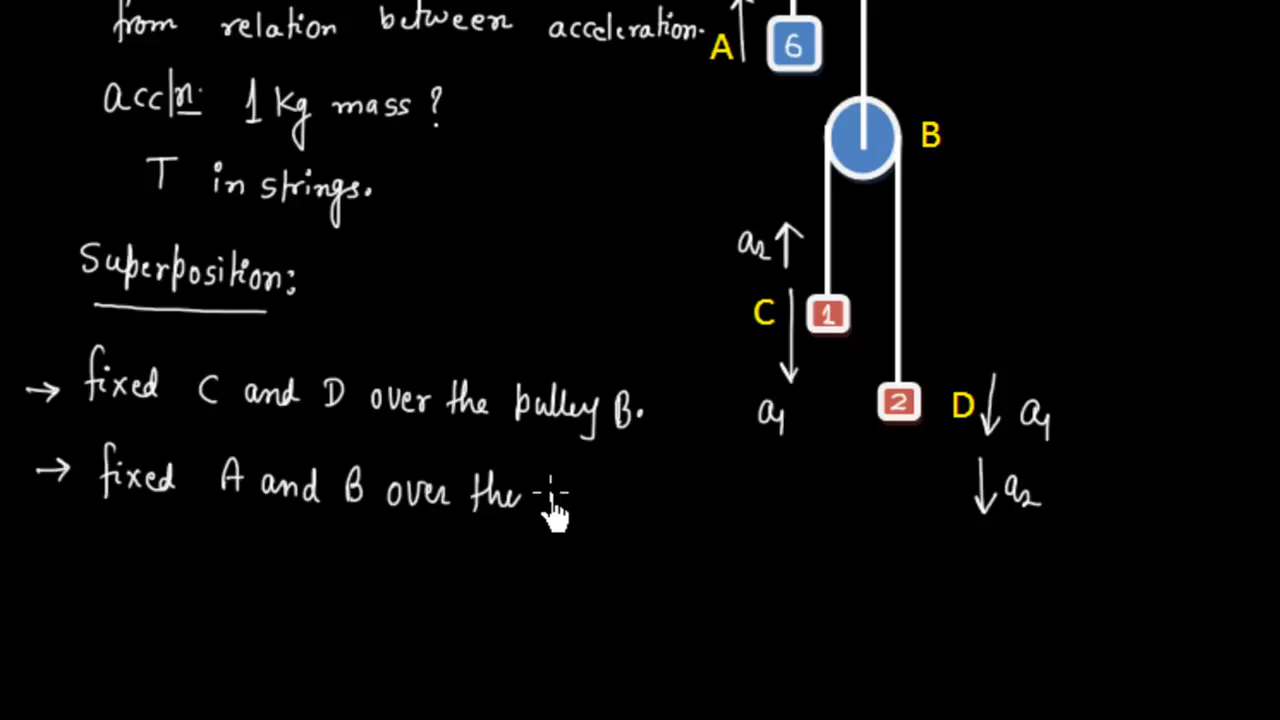 from relation between acceleration.
acc/n. 1 kg mass ?
T in strings.
Superposition:
→ fixed C and D over the pulley B.
→ fixed A and B over the
A
6
B
a2
C
1
a1
2
D
a1
a2